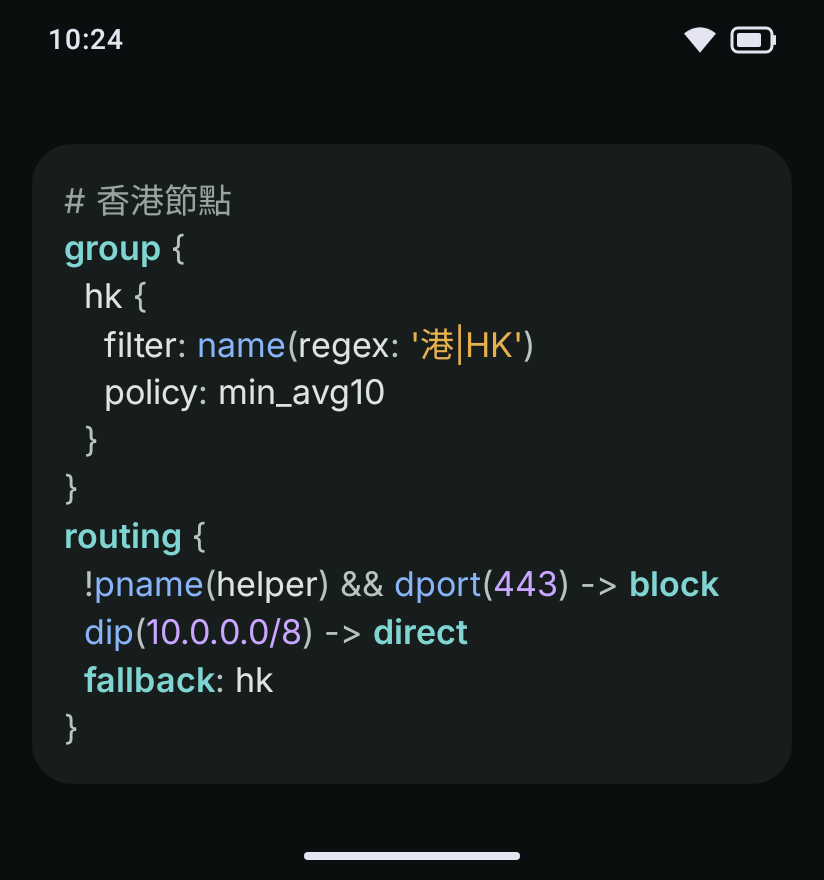 10:24
# 香港節點
group {
  hk {
    filter: name(regex: '港|HK')
    policy: min_avg10
  }
}
routing {
  !pname(helper) && dport(443) -> block
  dip(10.0.0.0/8) -> direct
  fallback: hk
}